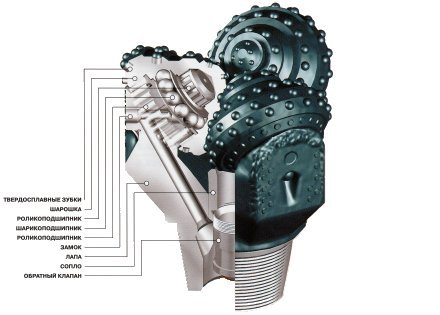 ТВЕРДОСПЛАВНЫЕ ЗУБКИ
ШАРОШКА
РОЛИКОПОДШИПНИК
ШАРИКОПОДШИПНИК
РОЛИКОПОДШИПНИК
ЗАМОК
ЛАПА
СОПЛО
ОБРАТНЫЙ КЛАПАН